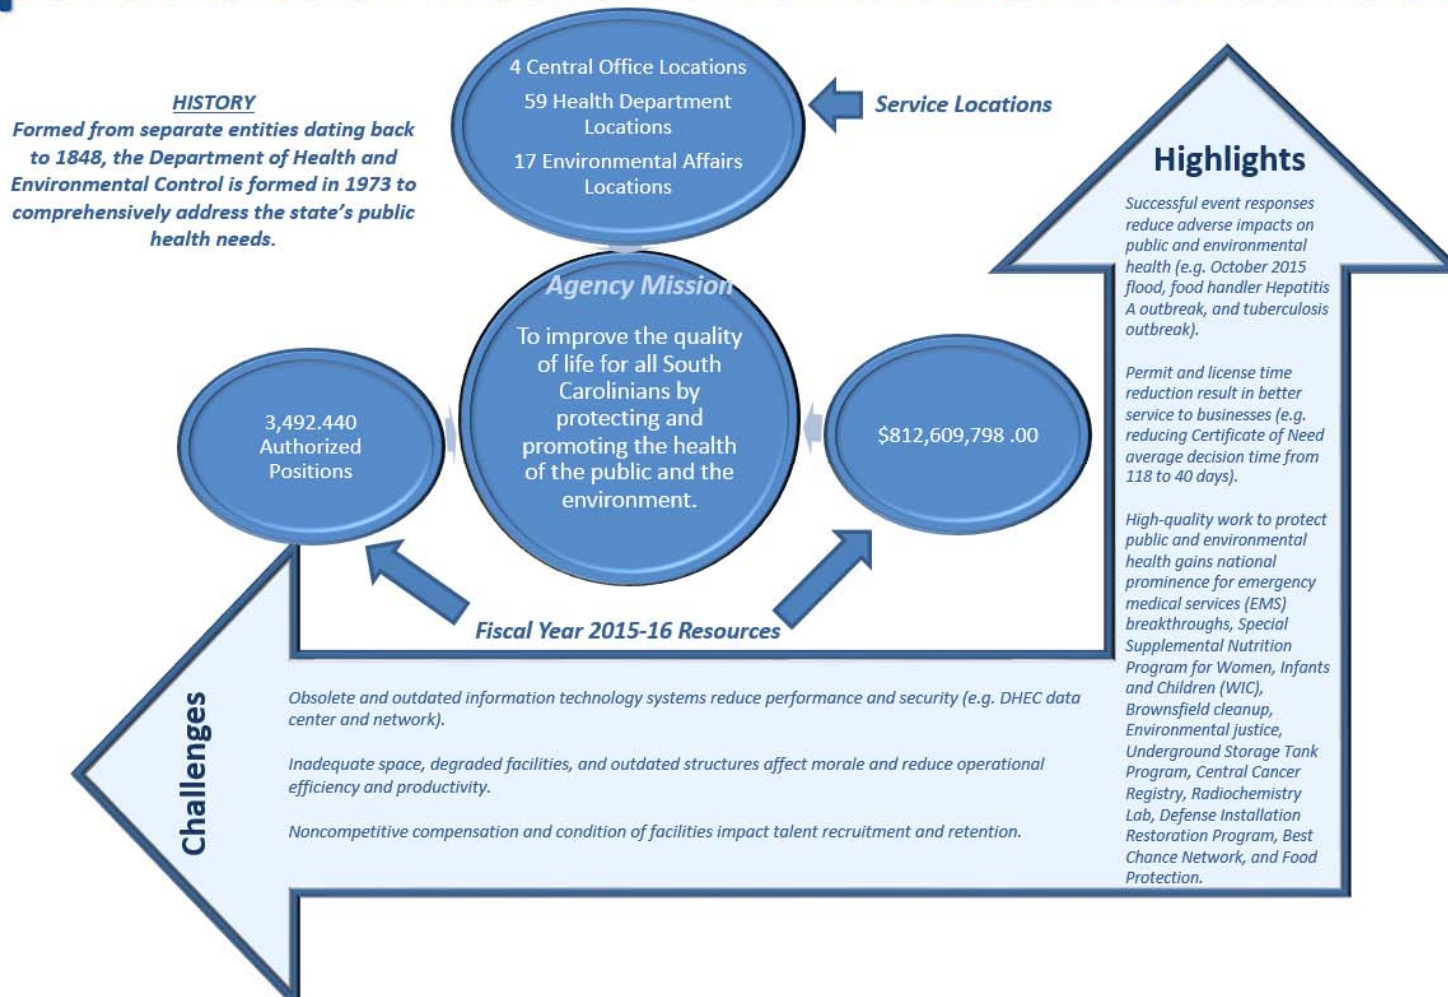 HISTORY
Formed from separate entities dating back
to 1848, the Department of Health and
Environmental Control is formed in 1973 to
comprehensively address the state's public
health needs.
4 Central Office Locations
59 Health Department
Locations
17 Environmental Affairs
Locations
Service Locations
Agency Mission
To improve the quality
of life for all South
Carolinians by
protecting and
promoting the health
of the public and the
environment.
3,492.440
Authorized
Positions
$812,609,798 .00
Fiscal Year 2015-16 Resources
Highlights
Successful event responses
reduce adverse impacts on
public and environmental
health (e.g. October 2015
flood, food handler Hepatitis
A outbreak, and tuberculosis
outbreak).
Permit and license time
reduction result in better
service to businesses (e.g.
reducing Certificate of Need
average decision time from
118 to 40 days).
High-quality work to protect
public and environmental
health gains national
prominence for emergency
medical services (EMS)
breakthroughs, Special
Supplemental Nutrition
Program for Women, Infants
and Children (WIC),
Brownsfield cleanup,
Environmental justice,
Underground Storage Tank
Program, Central Cancer
Registry, Radiochemistry
Lab, Defense Installation
Restoration Program, Best
Chance Network, and Food
Protection.
Challenges
Obsolete and outdated information technology systems reduce performance and security (e.g. DHEC data
center and network).
Inadequate space, degraded facilities, and outdated structures affect morale and reduce operational
efficiency and productivity.
Noncompetitive compensation and condition of facilities impact talent recruitment and retention.